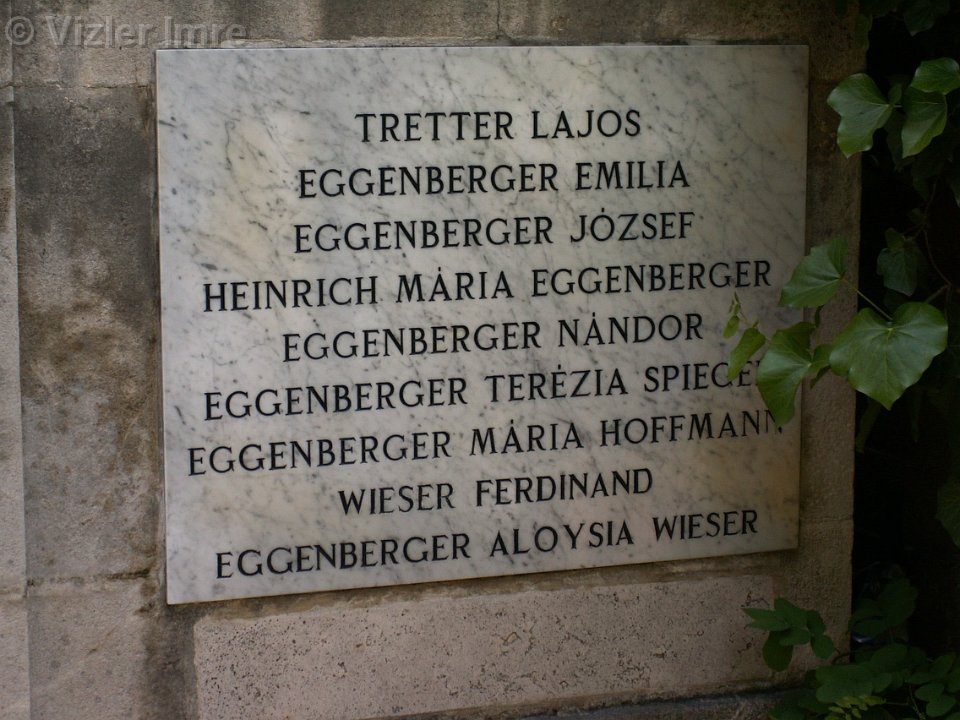 © Vizler Imre
TRETTER LAJOS
EGGENBERGER EMILIA
EGGENBERGER JÓZSEF
HEINRICH MÁRIA EGGENBERGER
EGGENBERGER NÁNDOR
EGGENBERGER TERÉZIA
EGGENBERGER MÁRIA HOFFMANN
WIESER FERDINAND
EGGENBERGER ALOYSIA WIESER